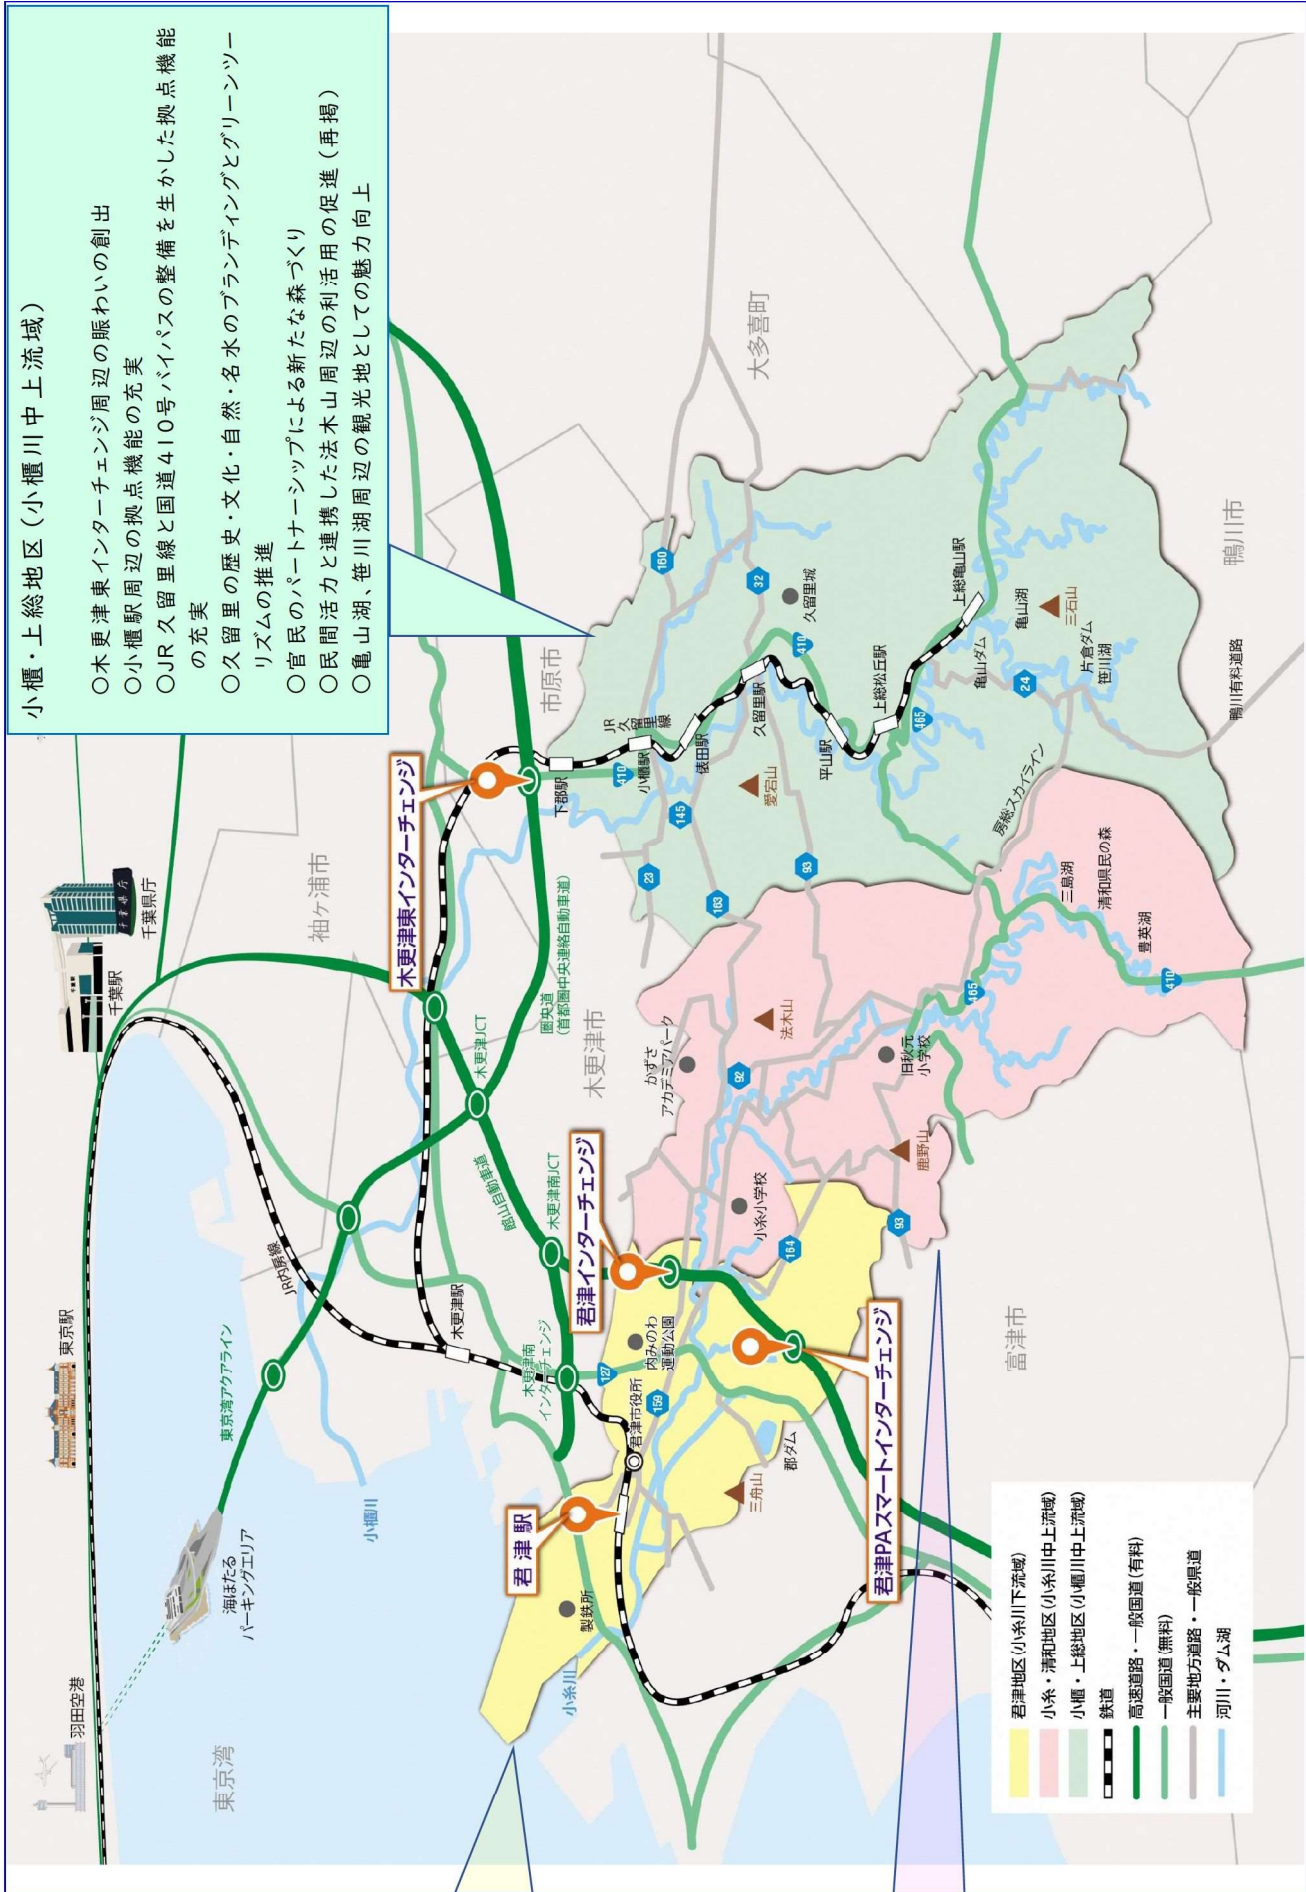 小櫃・上総地区（小櫃川中上流域）
○木更津東インターチェンジ周辺の賑わいの創出
○小櫃駅周辺の拠点機能の充実
○JR久留里線と国道410号バイパスの整備を生かした拠点機能
の充実
○久留里の歴史・文化・自然・名水のブランディングとグリーンツー
リズムの推進
○官民のパートナーシップによる新たな森づくり
○民間活力と連携した法木山周辺の利活用の促進（再掲）
○亀山湖、笹川湖周辺の観光地としての魅力向上
羽田空港
東京駅
千葉駅
千葉県庁
千葉県庁
東京湾
海ほたる
パーキングエリア
東京湾アクアライン
JR内房線
小櫃川
袖ヶ浦市
木更津駅
木更津JCT
館山自動車道
木更津南JCT
木更津南
インターチェンジ
圏央道
（首都圏中央連絡自動車道）
木更津東インターチェンジ
木更津市
市原市
大多喜町
鴨川市
富津市
君津駅
君津インターチェンジ
君津PAスマートインターチェンジ
製鉄所
小糸川
君津市役所
内みのわ
運動公園
127
159
三舟山
郡ダム
小糸小学校
164
93
鹿野山
かずさ
アカデミアパーク
92
法木山
旧秋元
小学校
465
三島湖
清和県民の森
豊英湖
410
下郡駅
JR
久留里線
410
小櫃駅
俵田駅
145
23
163
93
愛宕山
160
32
久留里駅
久留里城
410
平山駅
上総松丘駅
465
上総亀山駅
亀山ダム
亀山湖
三石山
24
片倉ダム
笹川湖
房総スカイライン
鴨川有料道路
君津地区（小糸川下流域）
小糸・清和地区（小糸川中上流域）
小櫃・上総地区（小櫃川中上流域）
鉄道
高速道路・一般国道（有料）
一般国道（無料）
主要地方道路・一般県道
河川・ダム湖